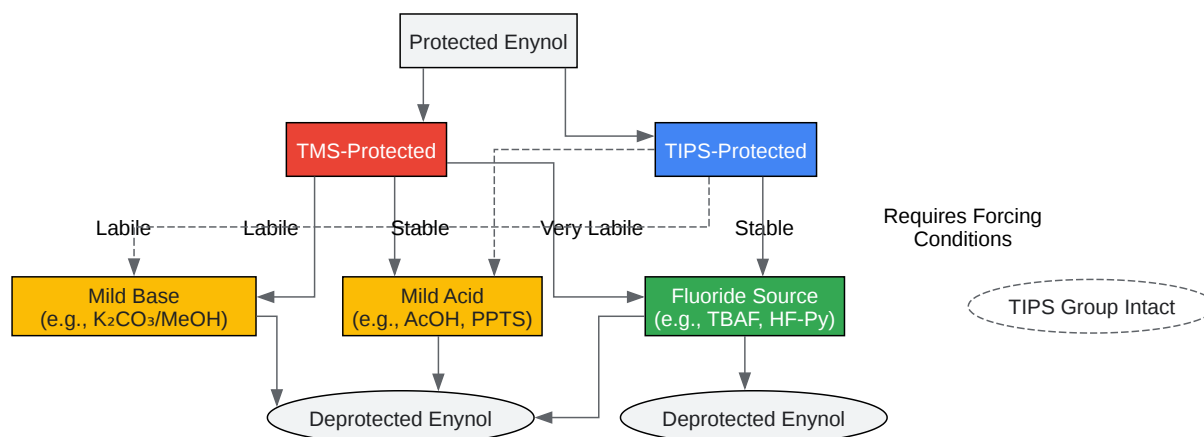 Protected Enynol
TMS-Protected
TIPS-Protected
Labile
Labile
Stable
Very Labile
Stable
Requires Forcing
Conditions
Mild Base
(e.g., K₂CO₃/MeOH)
Mild Acid
(e.g., AcOH, PPTS)
Fluoride Source
(e.g., TBAF, HF-Py)
TIPS Group Intact
Deprotected Enynol
Deprotected Enynol